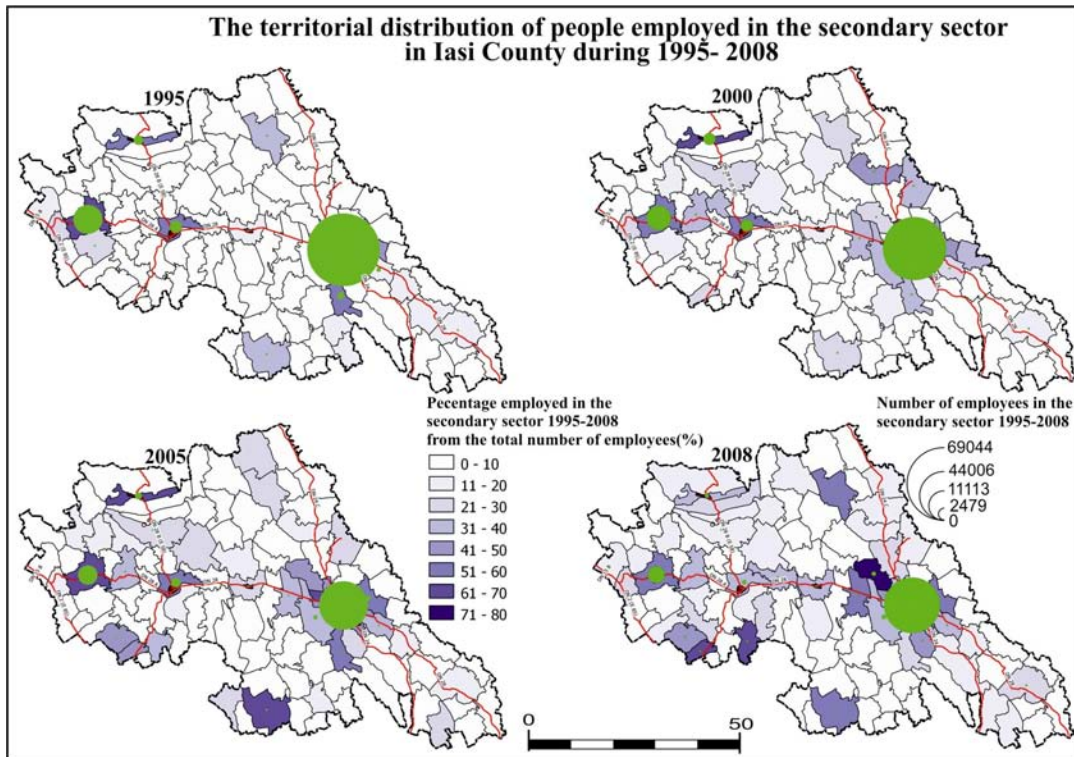 The territorial distribution of people employed in the secondary sector
in Iasi County during 1995- 2008
1995
2000
Pecentage employed in the
secondary sector 1995-2008
from the total number of employees(%)
0 - 10
11 - 20
21 - 30
31 - 40
41 - 50
51 - 60
61 - 70
71 - 80
Number of employees in the
secondary sector 1995-2008
69044
44006
11113
2479
0
2005
2008
0
50